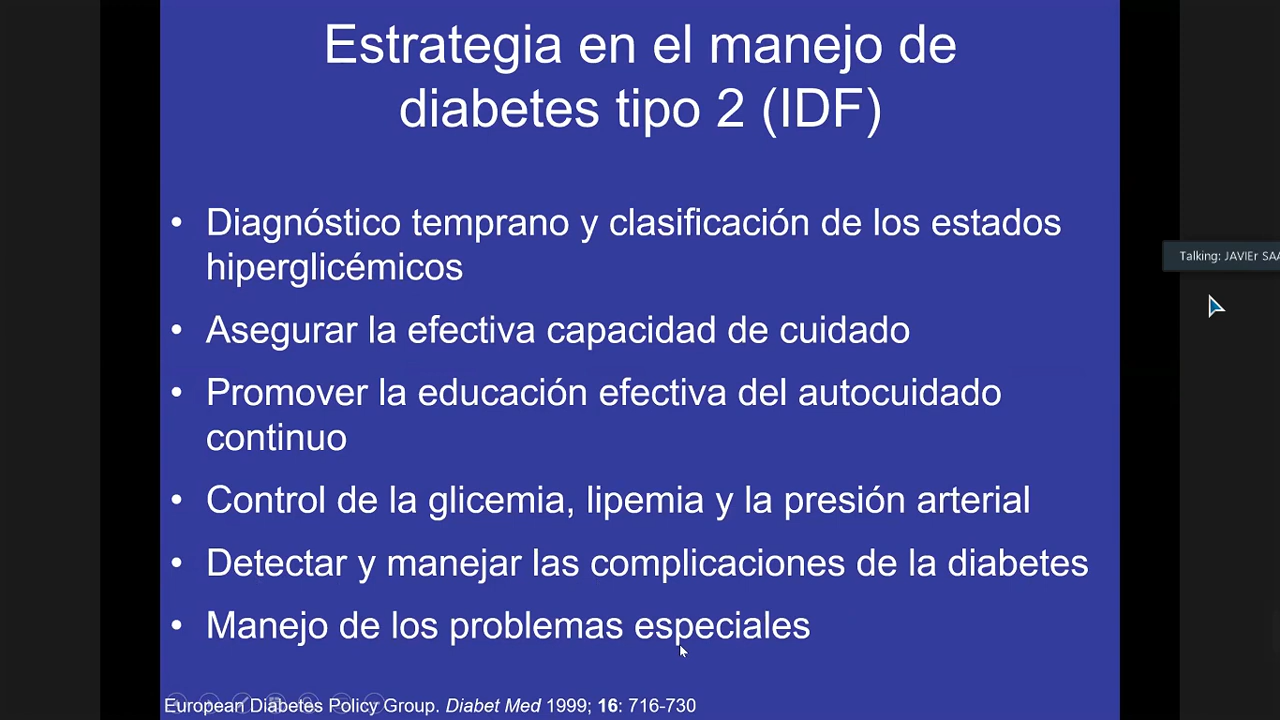 Estrategia en el manejo de
diabetes tipo 2 (IDF)
• Diagnóstico temprano y clasificación de los estados
hiperglicémicos
• Asegurar la efectiva capacidad de cuidado
• Promover la educación efectiva del autocuidado
continuo
• Control de la glicemia, lipemia y la presión arterial
• Detectar y manejar las complicaciones de la diabetes
• Manejo de los problemas especiales
European Diabetes Policy Group. Diabet Med 1999; 16: 716-730
Talking: JAVIEr SAA